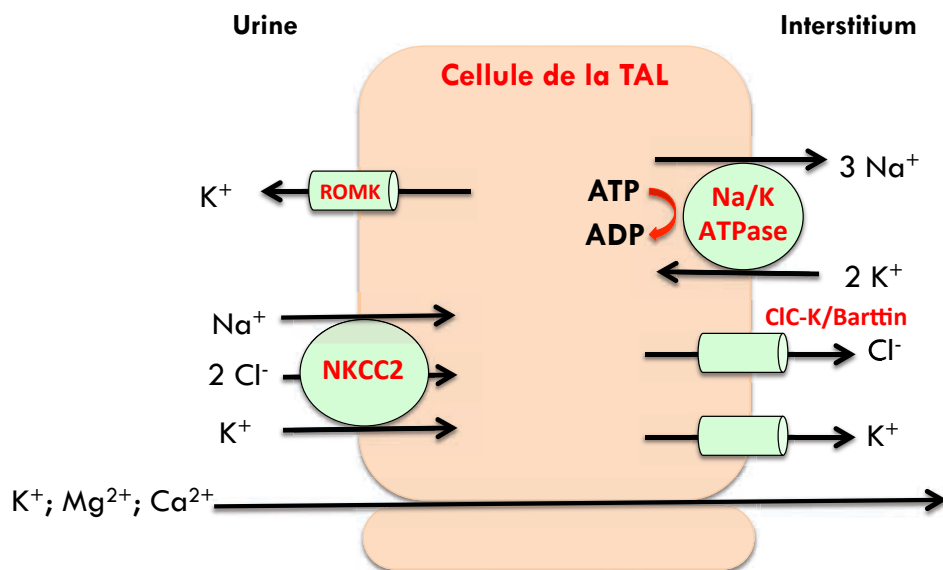 Urine
Interstitium
Cellule de la TAL
K⁺
ROMK
ATP
ADP
Na/K
ATPase
3 Na⁺
2 K⁺
Na⁺
2 Cl⁻
K⁺
NKCC2
ClC-K/Barttin
Cl⁻
K⁺
K⁺; Mg²⁺; Ca²⁺